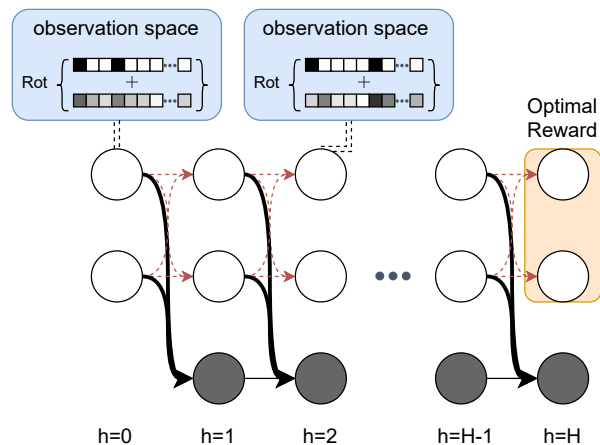 observation space
Rot { + }
observation space
Rot { + }
Optimal
Reward
h=0 h=1 h=2 h=H-1 h=H